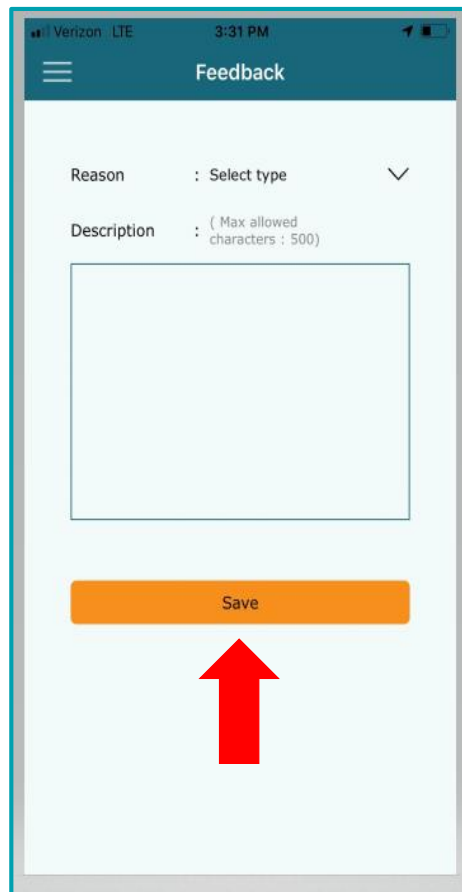 Verizon LTE 3:31 PM
Feedback
Reason : Select type
Description : ( Max allowed
characters : 500)
Save